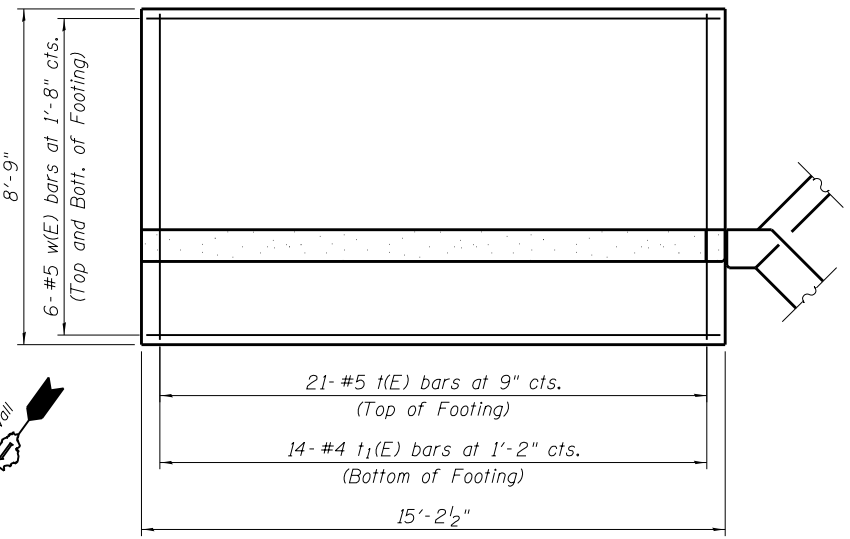 8'-9"
6-#5 w(E) bars at 1'-8" cts.
(Top and Bott. of Footing)
21-#5 t(E) bars at 9" cts.
(Top of Footing)
14-#4 t₁(E) bars at 1'-2" cts.
(Bottom of Footing)
15'-2½"